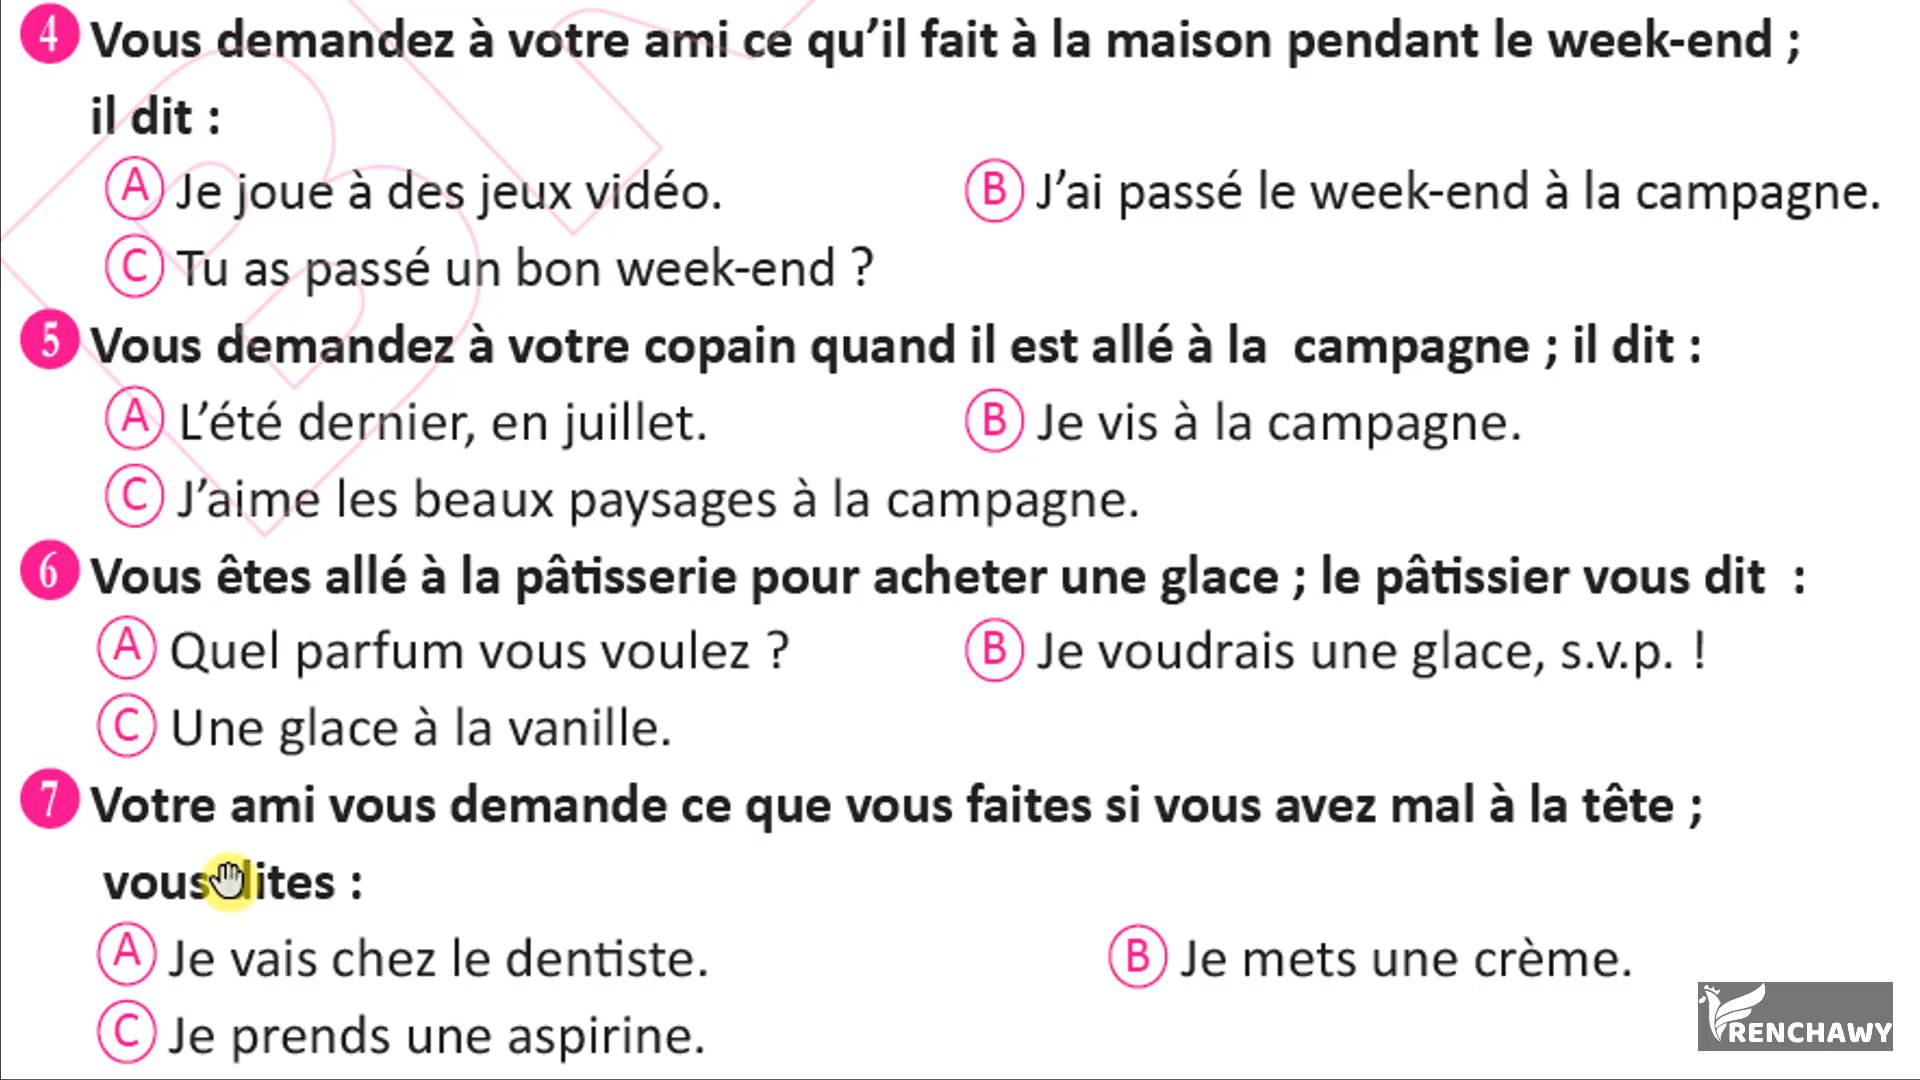 4 Vous demandez à votre ami ce qu’il fait à la maison pendant le week-end ;
il dit :
A Je joue à des jeux vidéo. B J’ai passé le week-end à la campagne.
C Tu as passé un bon week-end ?
5 Vous demandez à votre copain quand il est allé à la campagne ; il dit :
A L’été dernier, en juillet. B Je vis à la campagne.
C J’aime les beaux paysages à la campagne.
6 Vous êtes allé à la pâtisserie pour acheter une glace ; le pâtissier vous dit :
A Quel parfum vous voulez ? B Je voudrais une glace, s.v.p. !
C Une glace à la vanille.
7 Votre ami vous demande ce que vous faites si vous avez mal à la tête ;
vous dites :
A Je vais chez le dentiste. B Je mets une crème.
C Je prends une aspirine.
FRENCHAWY